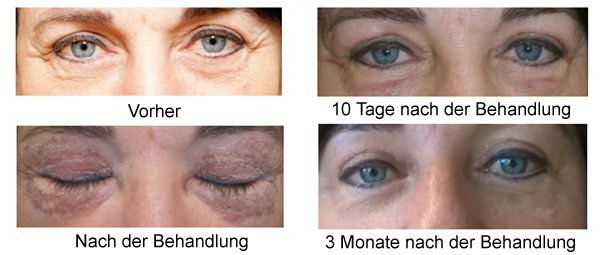 Vorher
10 Tage nach der Behandlung
Nach der Behandlung
3 Monate nach der Behandlung